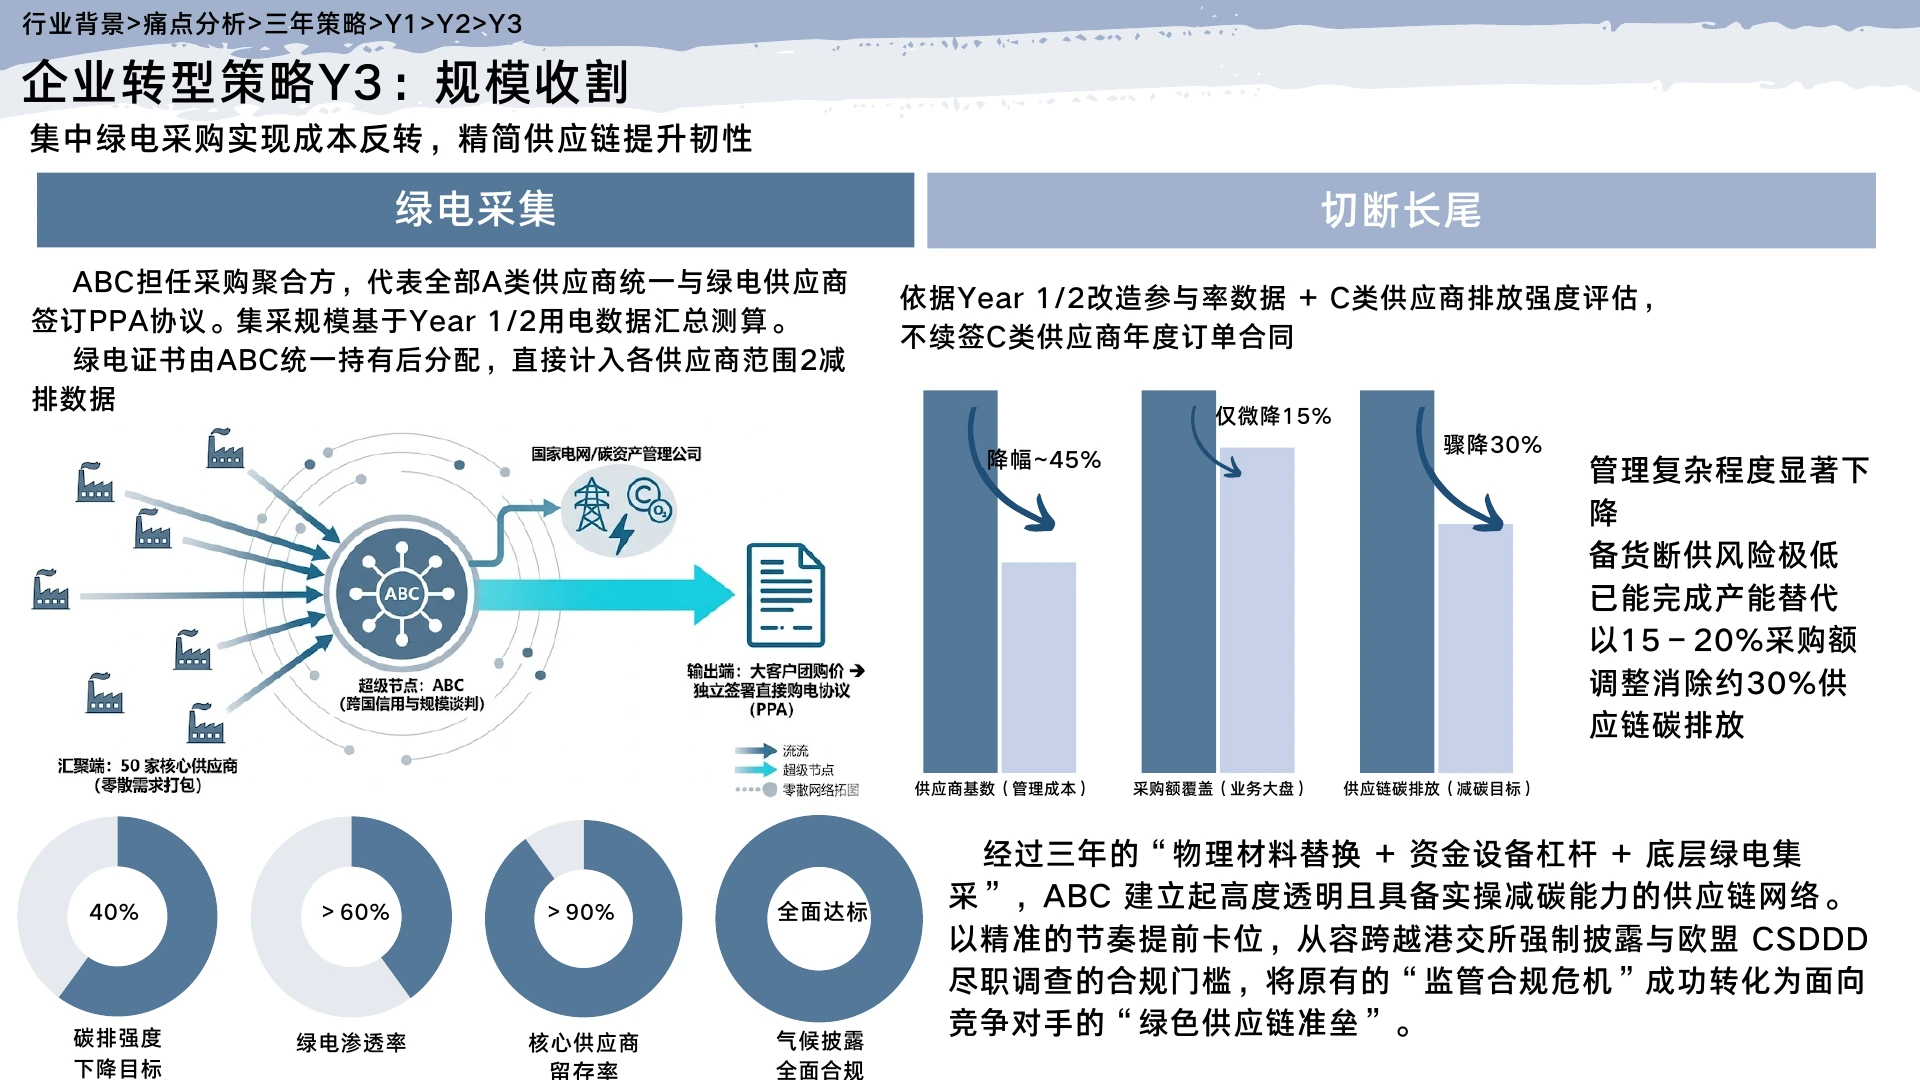 行业背景>痛点分析>三年策略>Y1>Y2>Y3
企业转型策略Y3：规模收割
集中绿电采购实现成本反转，精简供应链提升韧性
绿电采集
ABC担任采购聚合方，代表全部A类供应商统一与绿电供应商
签订PPA协议。集采规模基于Year 1/2用电数据汇总测算。
绿电证书由ABC统一持有后分配，直接计入各供应商范围2减
排数据
国家电网/碳资产管理公司
C
O₂
ABC
超级节点：ABC
（跨国信用与规模谈判）
输出端：大客户团购价 ➔
独立签署直接购电协议
（PPA）
汇聚端：50 家核心供应商
（零散需求打包）
流流
超级节点
零散网络拓图
40%
碳排强度
下降目标
> 60%
绿电渗透率
> 90%
核心供应商
留存率
全面达标
气候披露
全面合规
切断长尾
依据Year 1/2改造参与率数据 + C类供应商排放强度评估，
不续签C类供应商年度订单合同
降幅~45%
仅微降15%
骤降30%
供应商基数（管理成本）
采购额覆盖（业务大盘）
供应链碳排放（减碳目标）
管理复杂程度显著下
降
备货断供风险极低
已能完成产能替代
以15－20%采购额
调整消除约30%供
应链碳排放
经过三年的“物理材料替换 + 资金设备杠杆 + 底层绿电集
采”，ABC 建立起高度透明且具备实操减碳能力的供应链网络。
以精准的节奏提前卡位，从容跨越港交所强制披露与欧盟 CSDDD
尽职调查的合规门槛，将原有的“监管合规危机”成功转化为面向
竞争对手的“绿色供应链准垒”。